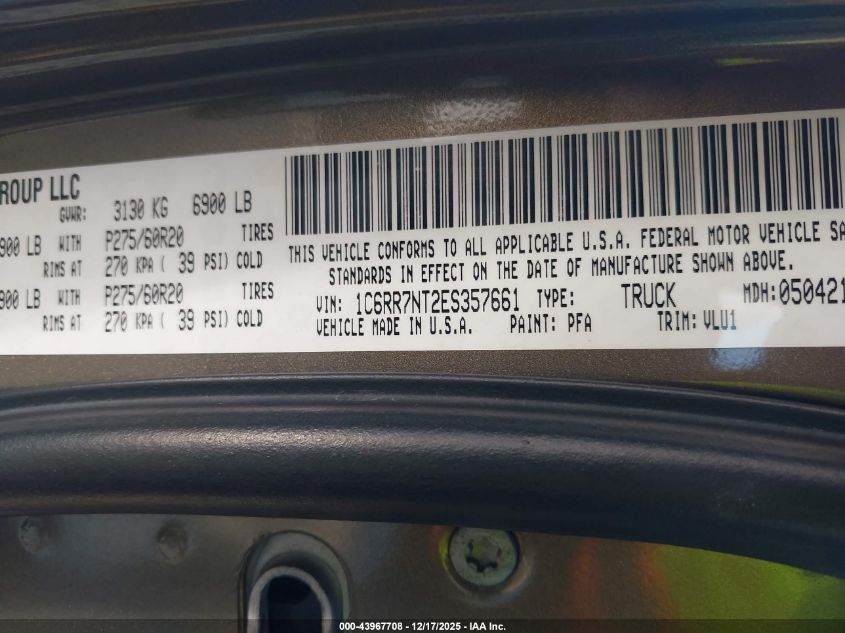 ROUP LLC
GVWR: 3130 KG 6900 LB
900 LB WITH P275/60R20 TIRES
RIMS AT 270 KPA ( 39 PSI) COLD
900 LB WITH P275/60R20 TIRES
RIMS AT 270 KPA ( 39 PSI) COLD
THIS VEHICLE CONFORMS TO ALL APPLICABLE U.S.A. FEDERAL MOTOR VEHICLE SA
STANDARDS IN EFFECT ON THE DATE OF MANUFACTURE SHOWN ABOVE.
VIN: 1C6RR7NT2ES357661 TYPE: TRUCK MDH:050421
VEHICLE MADE IN U.S.A. PAINT: PFA TRIM: VLU1
000-43967708 - 12/17/2025 - IAA Inc.